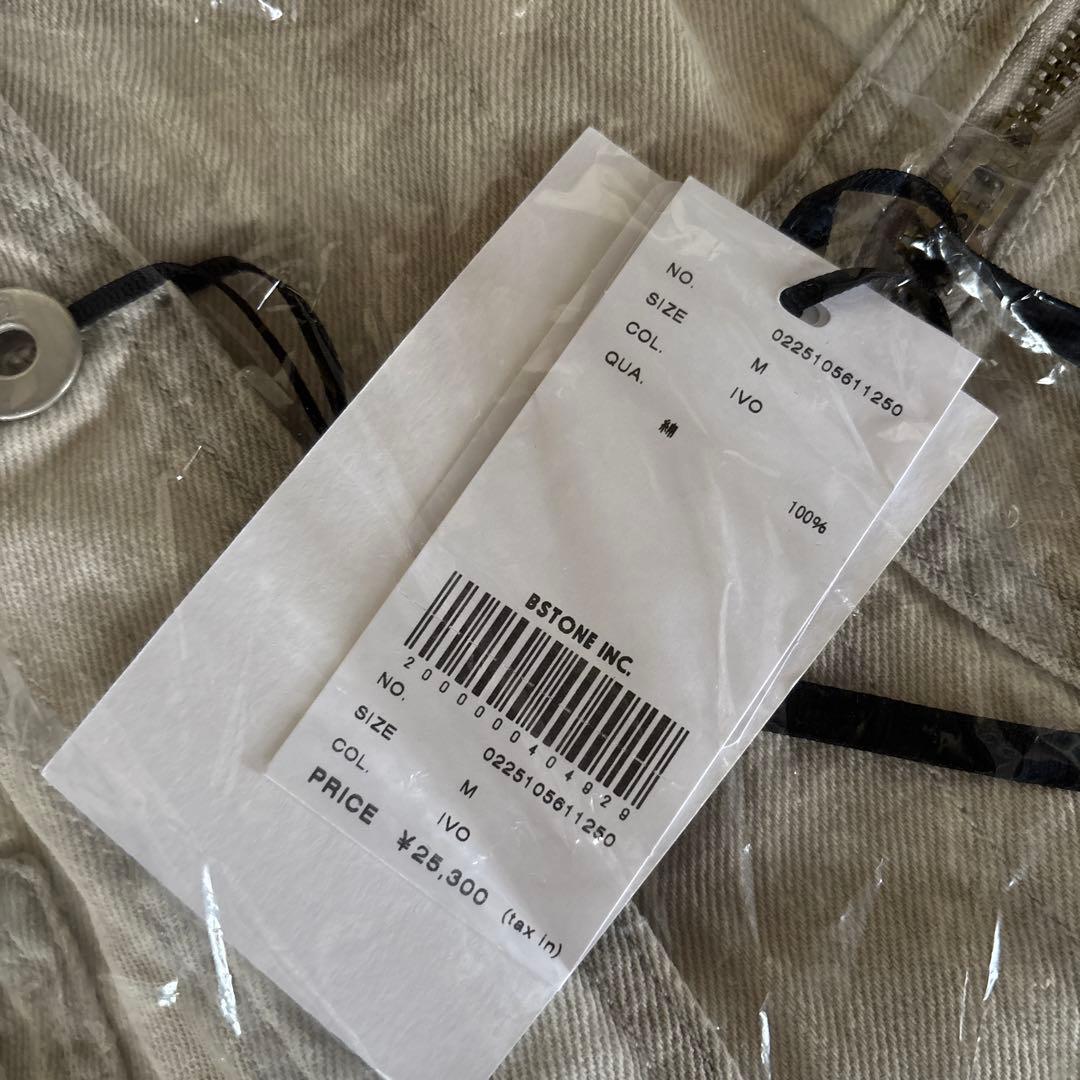 NO. 0225105611250
SIZE M
COL. IVO
QUA.
綿 100%
BSTONE INC.
2000000404929
NO. 0225105611250
SIZE M
COL. IVO
PRICE ¥25,300 (tax in)